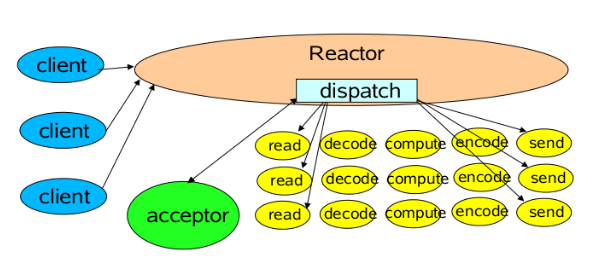 Reactor
client
dispatch
client
read decode compute encode send
client
read decode compute encode send
acceptor
read decode compute encode send